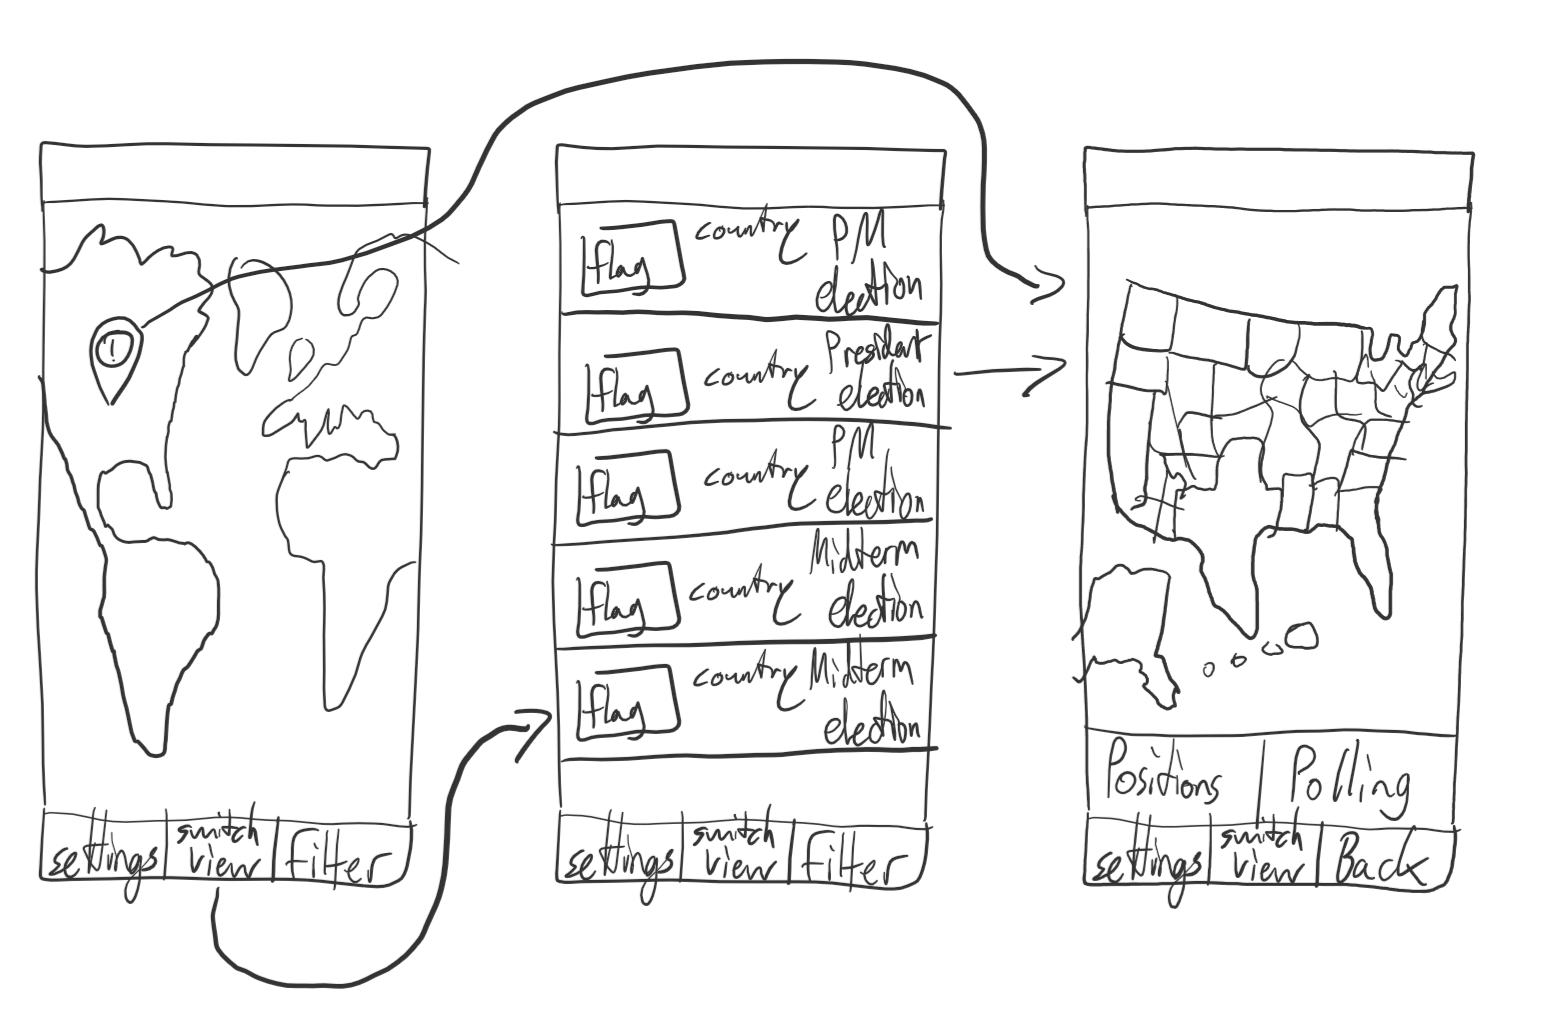 !
settings
switch
view
filter
flag
country
PM
election
flag
country
President
election
flag
country
PM
election
flag
country
Midterm
election
flag
country
Midterm
election
settings
switch
view
filter
Positions
Polling
settings
switch
view
Back